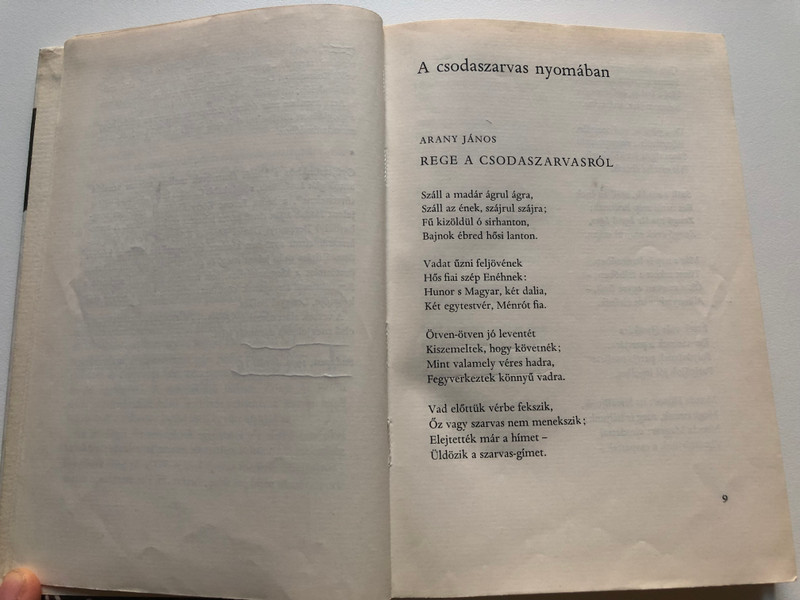 A csodaszarvas nyomában
ARANY JÁNOS
REGE A CSODASZARVASRÓL
Száll a madár ágrul ágra,
Száll az ének, szájrul szájra;
Fű kizöldül ó sirhanton,
Bajnok ébred hősi lanton.
Vadat űzni feljövének
Hős fiai szép Enéhnek:
Hunor s Magyar, két dalia,
Két egytestvér, Ménrót fia.
Ötven-ötven jó leventét
Kiszemeltek, hogy követnék;
Mint valamely véres hadra,
Fegyverkeztek könnyű vadra.
Vad előttük vérbe fekszik,
Őz vagy szarvas nem menekszik;
Elejtették már a hímet –
Üldözik a szarvas-gímet.
9